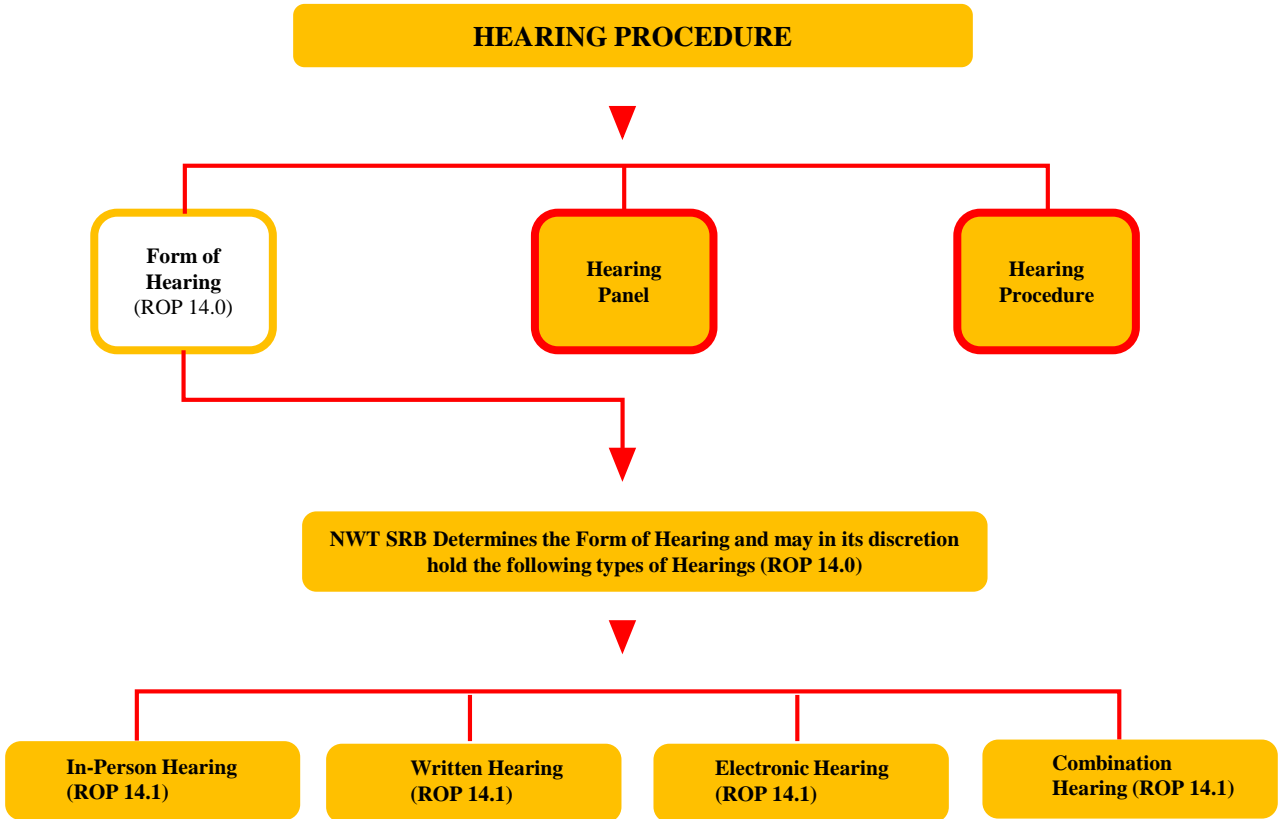 HEARING PROCEDURE
Form of
Hearing
(ROP 14.0)
Hearing
Panel
Hearing
Procedure
NWT SRB Determines the Form of Hearing and may in its discretion
hold the following types of Hearings (ROP 14.0)
In-Person Hearing
(ROP 14.1)
Written Hearing
(ROP 14.1)
Electronic Hearing
(ROP 14.1)
Combination
Hearing (ROP 14.1)